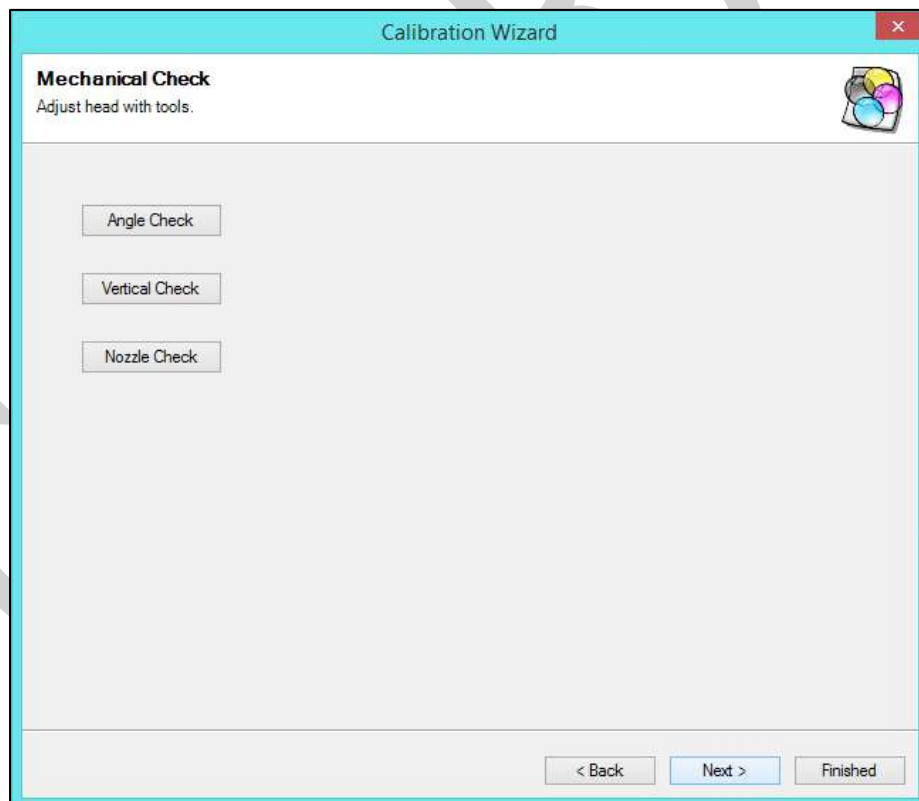 Calibration Wizard
Mechanical Check
Adjust head with tools.
Angle Check
Vertical Check
Nozzle Check
< Back
Next >
Finished